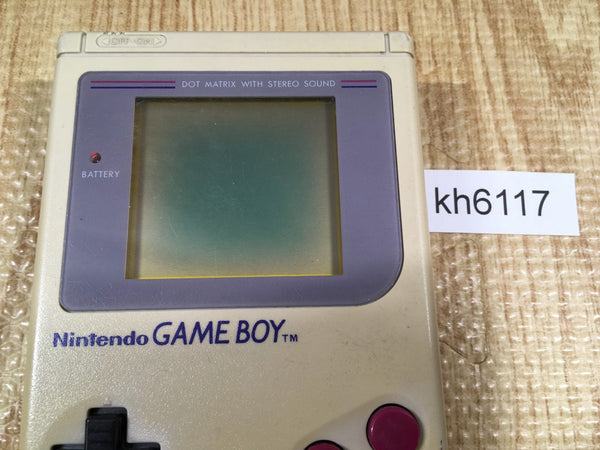 DOT MATRIX WITH STEREO SOUND
BATTERY
kh6117
Nintendo GAME BOY™